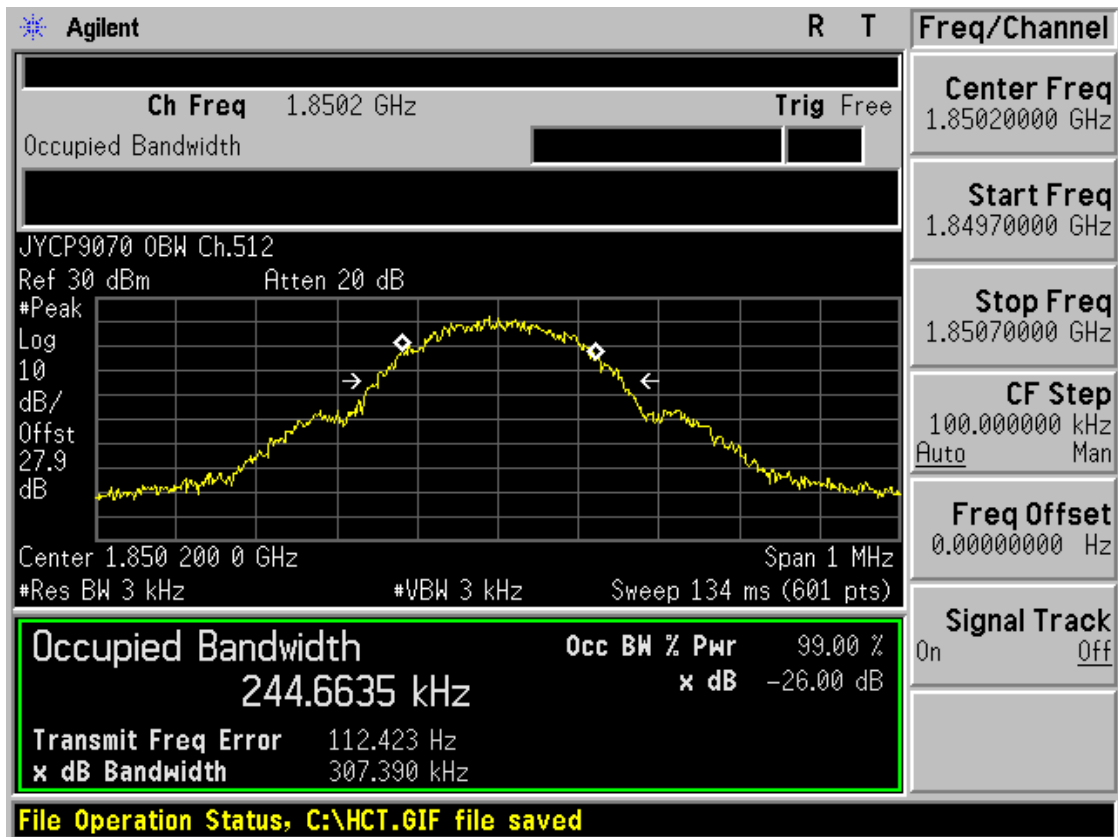 Agilent R T
Ch Freq 1.8502 GHz Trig Free
Occupied Bandwidth
JYCP9070 OBW Ch.512
Ref 30 dBm Atten 20 dB
#Peak
Log
10
dB/
Offst
27.9
dB
Center 1.850 200 0 GHz Span 1 MHz
#Res BW 3 kHz #VBW 3 kHz Sweep 134 ms (601 pts)
Occupied Bandwidth
244.6635 kHz
Occ BW % Pwr 99.00 %
x dB -26.00 dB
Transmit Freq Error 112.423 Hz
x dB Bandwidth 307.390 kHz
File Operation Status, C:\HCT.GIF file saved
Freq/Channel
Center Freq
1.85020000 GHz
Start Freq
1.84970000 GHz
Stop Freq
1.85070000 GHz
CF Step
100.000000 kHz
Auto Man
Freq Offset
0.00000000 Hz
Signal Track
On Off